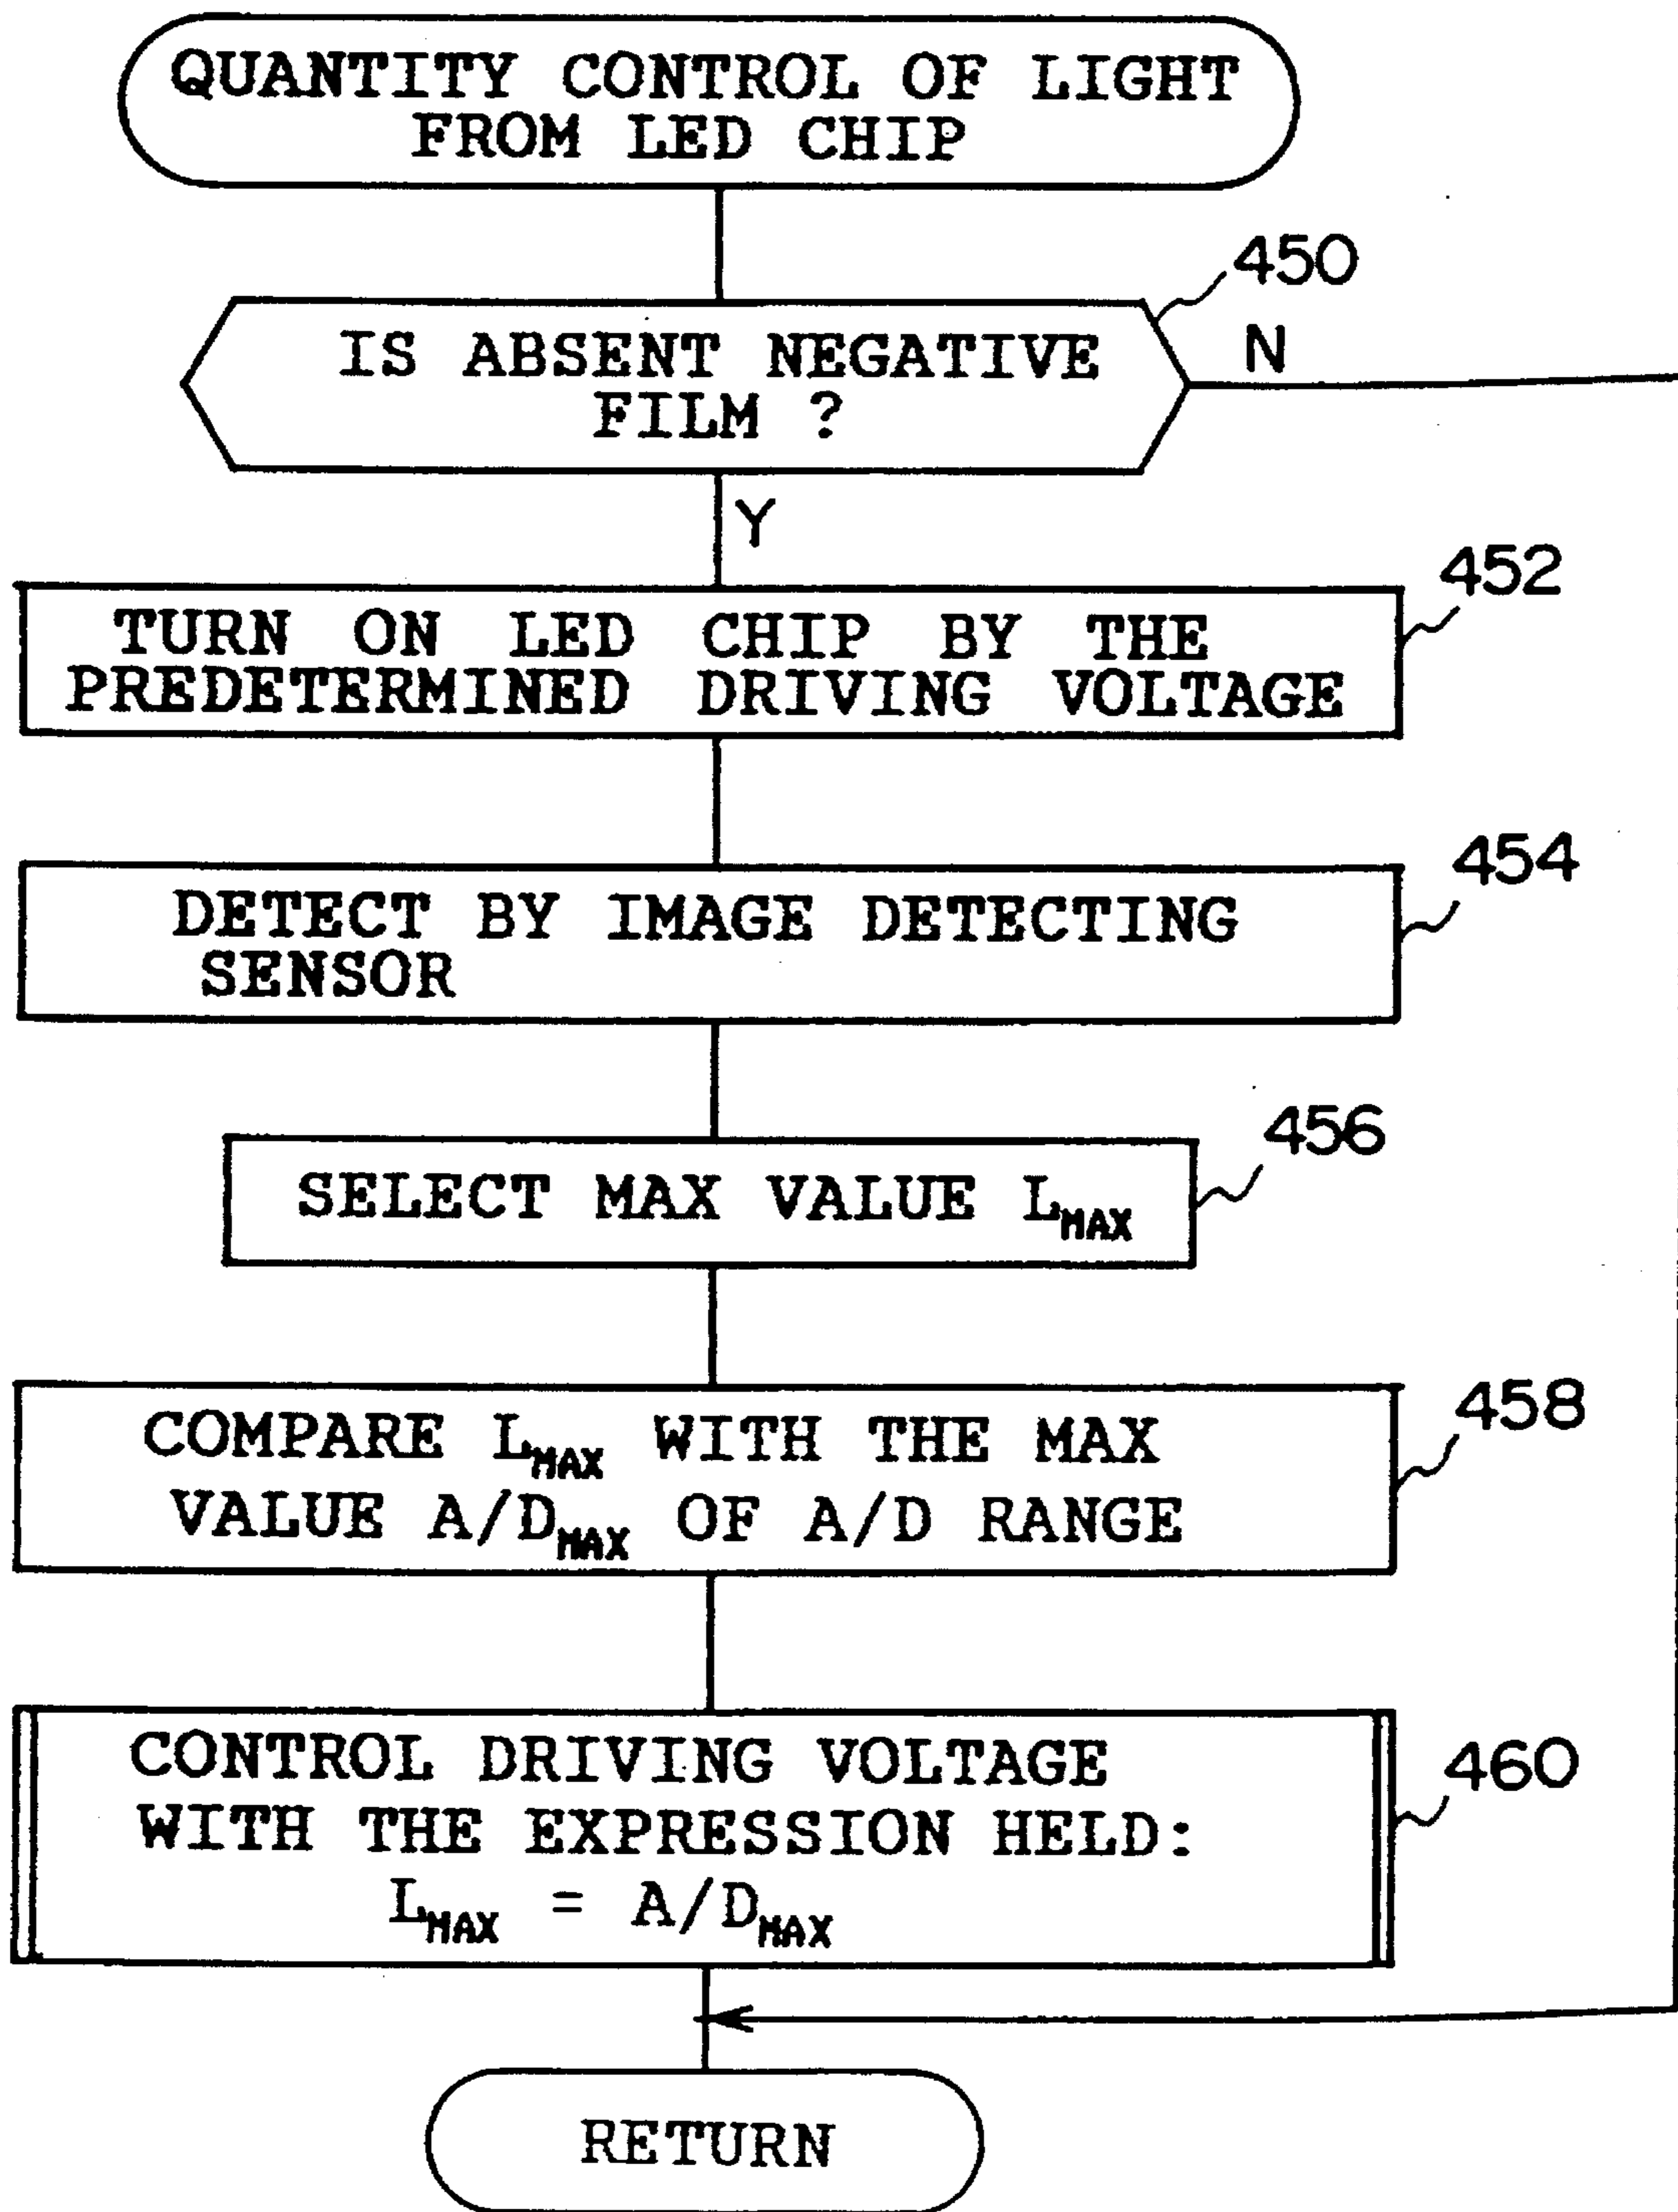 QUANTITY CONTROL OF LIGHT
FROM LED CHIP
450
IS ABSENT NEGATIVE
FILM ?
N
Y
452
TURN ON LED CHIP BY THE
PREDETERMINED DRIVING VOLTAGE
454
DETECT BY IMAGE DETECTING
SENSOR
456
SELECT MAX VALUE LMAX
458
COMPARE LMAX WITH THE MAX
VALUE A/DMAX OF A/D RANGE
460
CONTROL DRIVING VOLTAGE
WITH THE EXPRESSION HELD:
LMAX = A/DMAX
RETURN